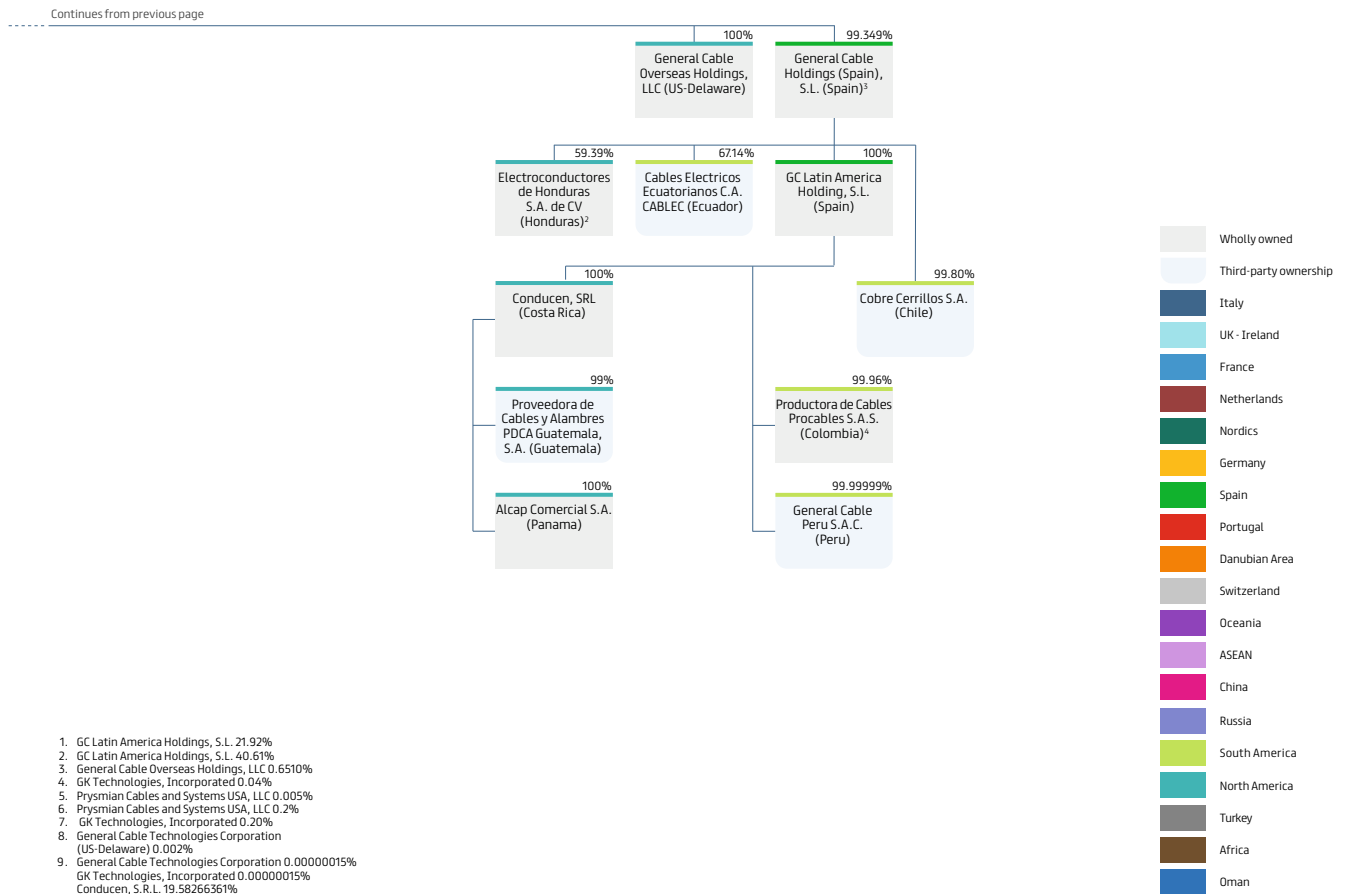 Continues from previous page
100%
General Cable
Overseas Holdings,
LLC (US-Delaware)
99.349%
General Cable
Holdings (Spain),
S.L. (Spain)³
59.39%
Electroconductores
de Honduras
S.A. de CV
(Honduras)²
67.14%
Cables Electricos
Ecuatorianos C.A.
CABLEC (Ecuador)
100%
GC Latin America
Holding, S.L.
(Spain)
100%
Conducen, SRL
(Costa Rica)
99.80%
Cobre Cerrillos S.A.
(Chile)
99%
Proveedora de
Cables y Alambres
PDCA Guatemala,
S.A. (Guatemala)
99.96%
Productora de Cables
Procables S.A.S.
(Colombia)⁴
100%
Alcap Comercial S.A.
(Panama)
99.99999%
General Cable
Peru S.A.C.
(Peru)
Wholly owned
Third-party ownership
Italy
UK - Ireland
France
Netherlands
Nordics
Germany
Spain
Portugal
Danubian Area
Switzerland
Oceania
ASEAN
China
Russia
South America
North America
Turkey
Africa
Oman
1. GC Latin America Holdings, S.L. 21.92%
2. GC Latin America Holdings, S.L. 40.61%
3. General Cable Overseas Holdings, LLC 0.6510%
4. GK Technologies, Incorporated 0.04%
5. Prysmian Cables and Systems USA, LLC 0.005%
6. Prysmian Cables and Systems USA, LLC 0.2%
7. GK Technologies, Incorporated 0.20%
8. General Cable Technologies Corporation
(US-Delaware) 0.002%
9. General Cable Technologies Corporation 0.00000015%
GK Technologies, Incorporated 0.00000015%
Conducen, S.R.L. 19.58266361%